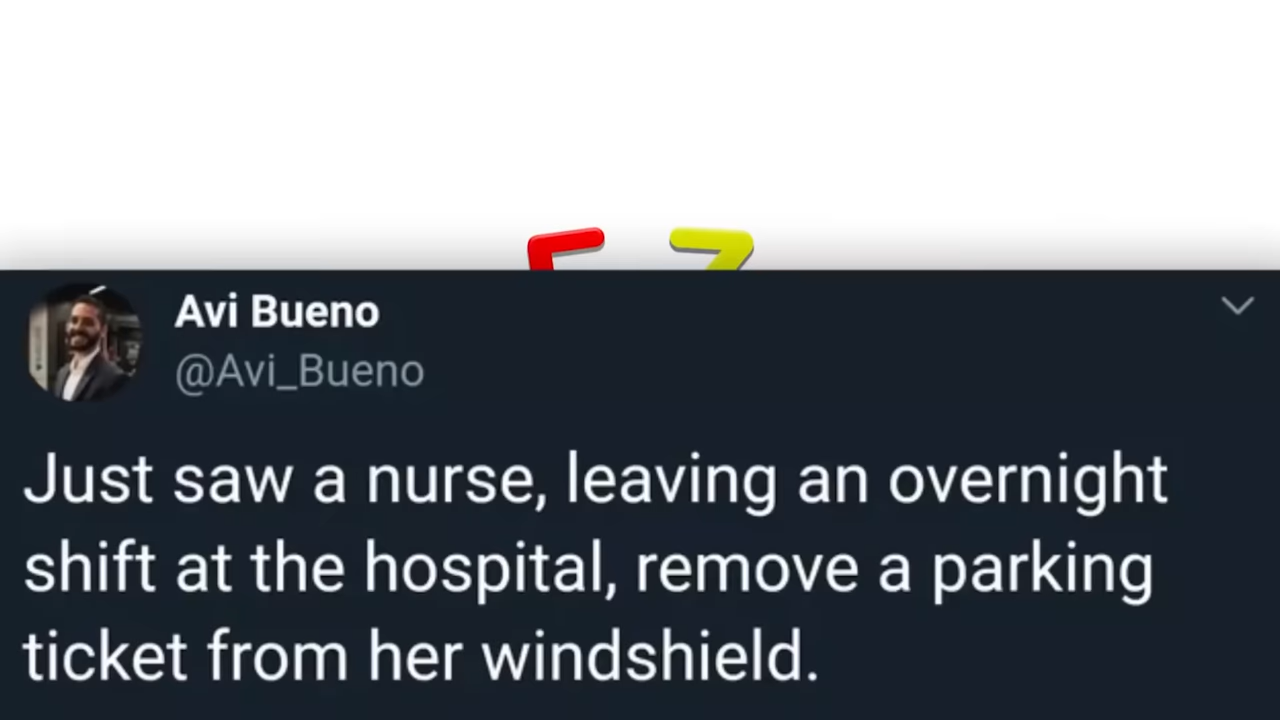 Avi Bueno
@Avi_Bueno
Just saw a nurse, leaving an overnight
shift at the hospital, remove a parking
ticket from her windshield.